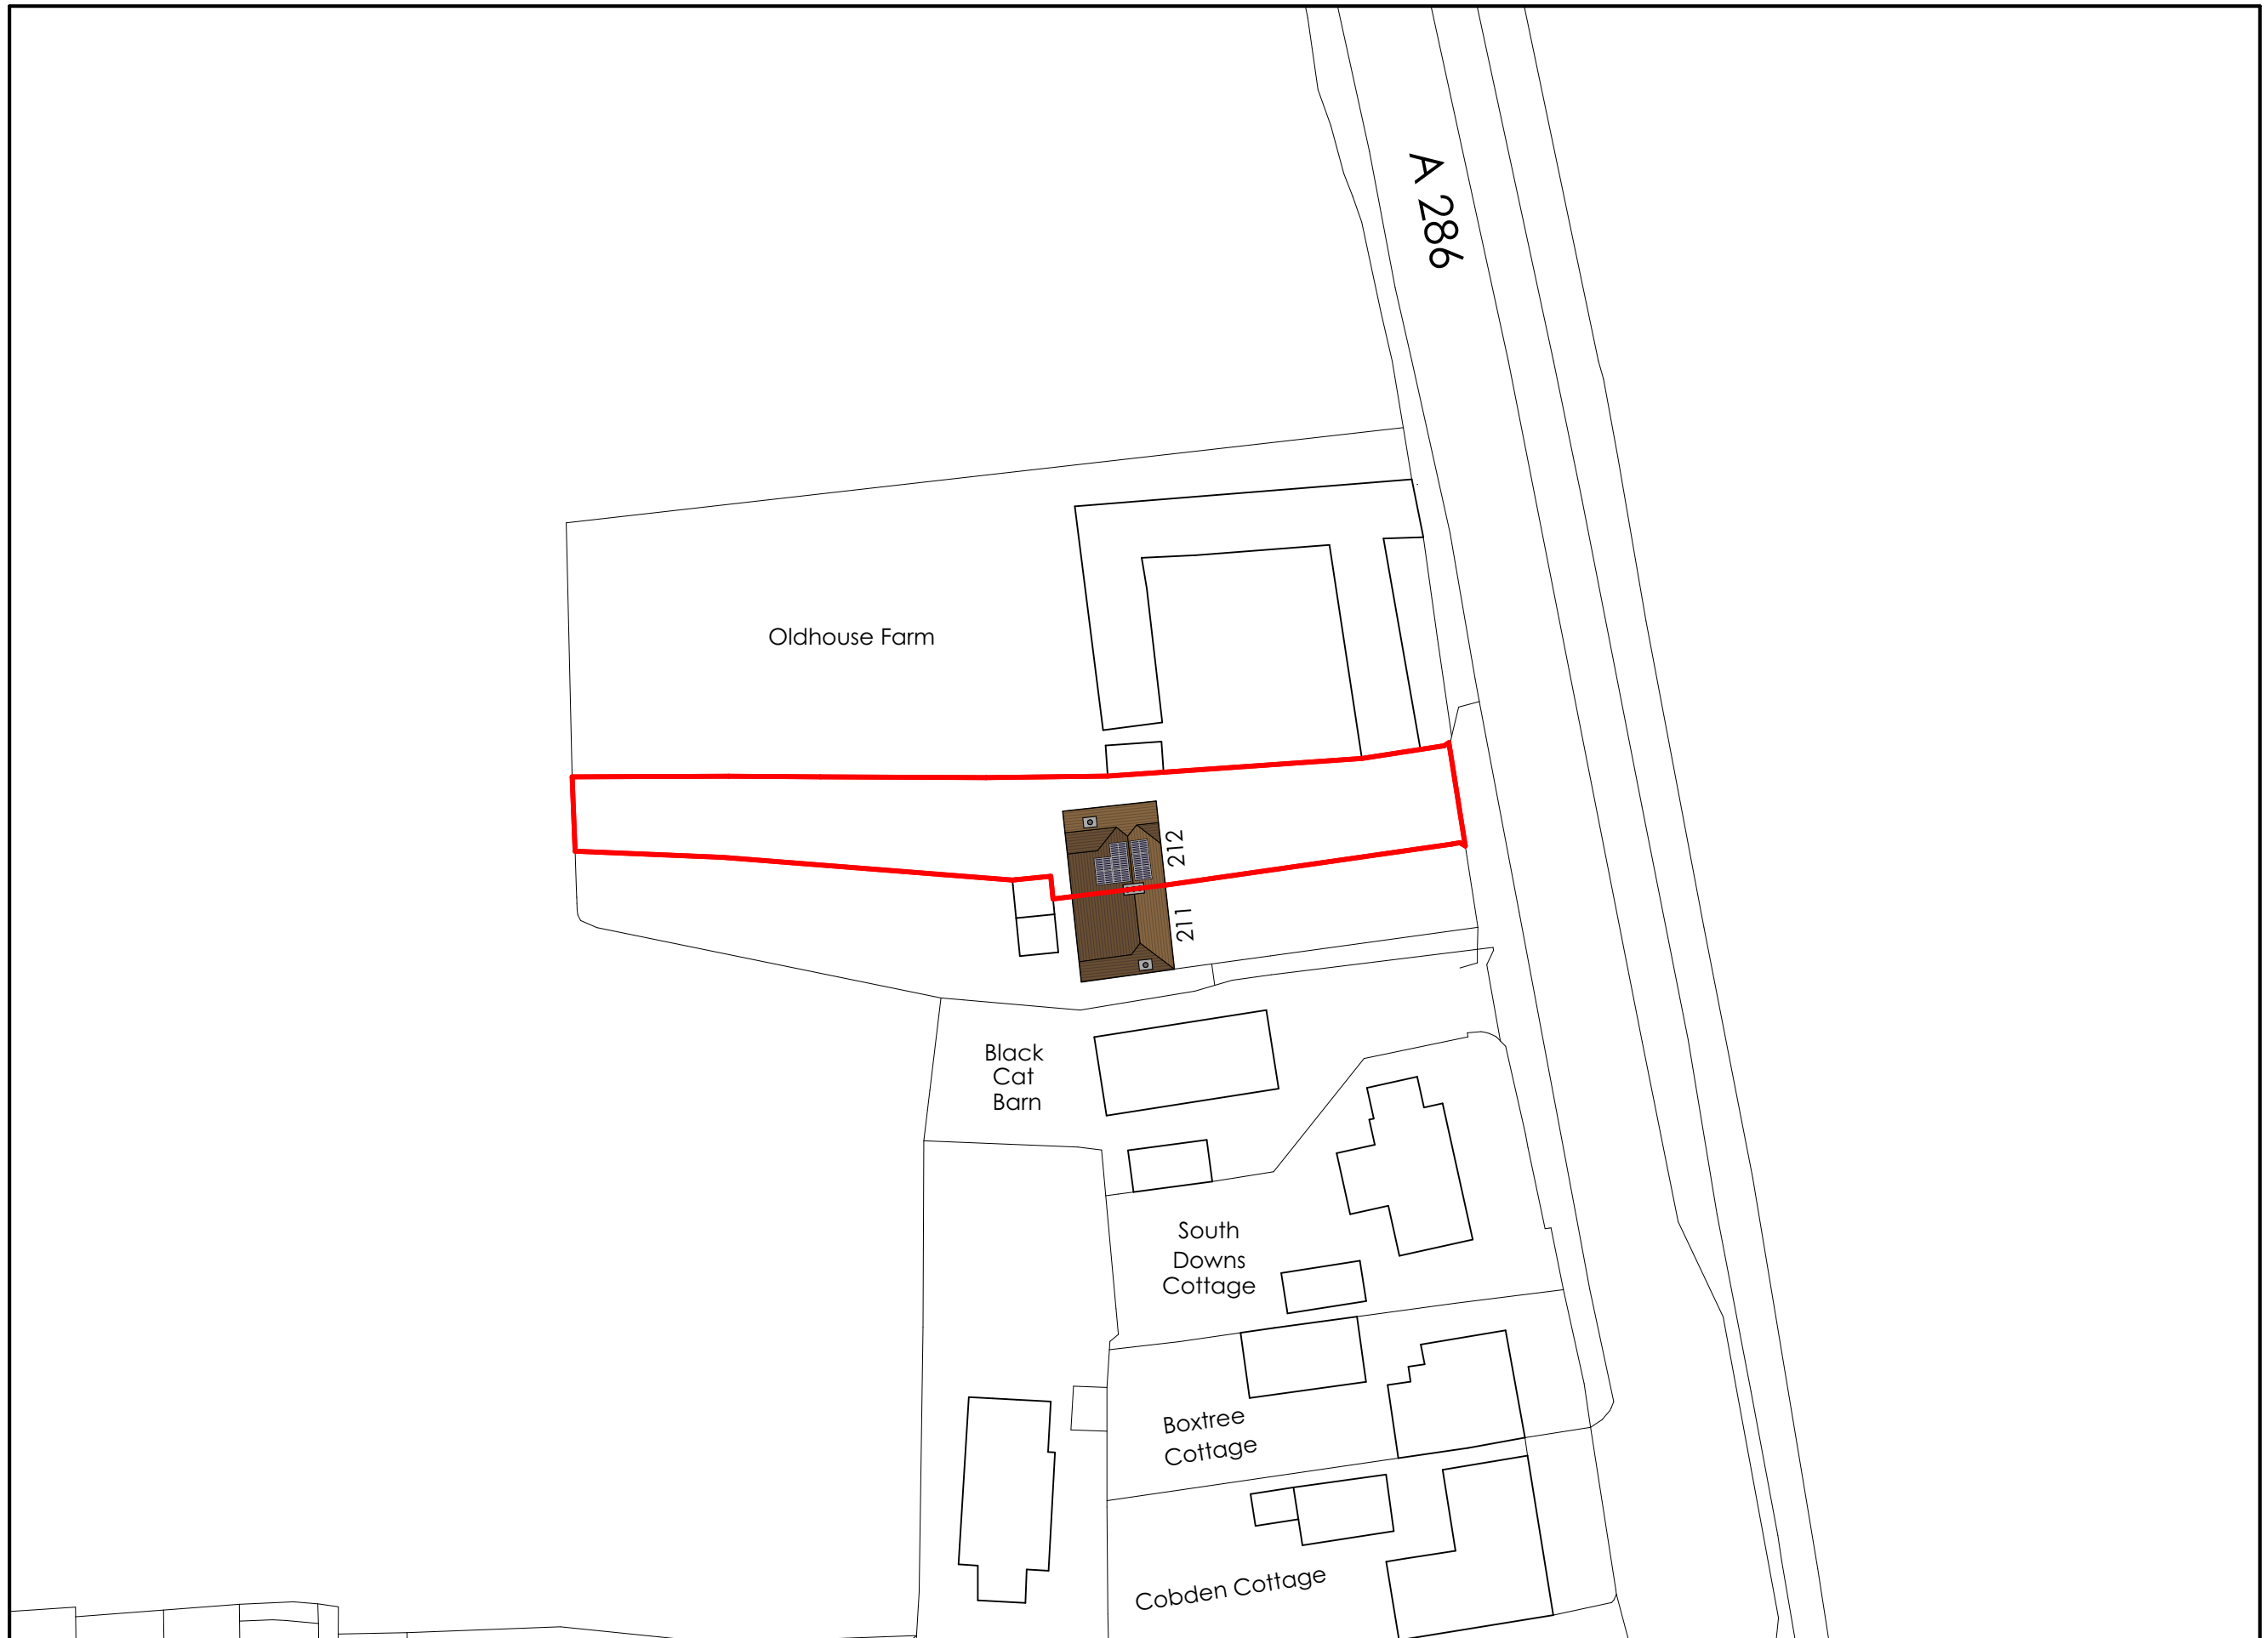 A 286
Oldhouse Farm
212
211
Black
Cat
Barn
South
Downs
Cottage
Boxtree
Cottage
Cobden Cottage